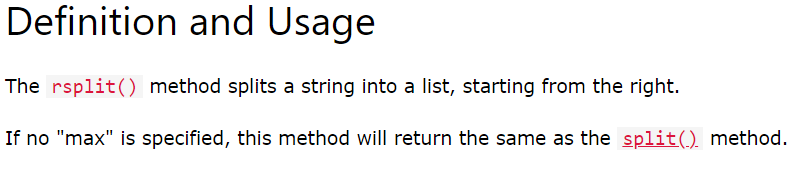 Definition and Usage
The rsplit() method splits a string into a list, starting from the right.
If no "max" is specified, this method will return the same as the split() method.